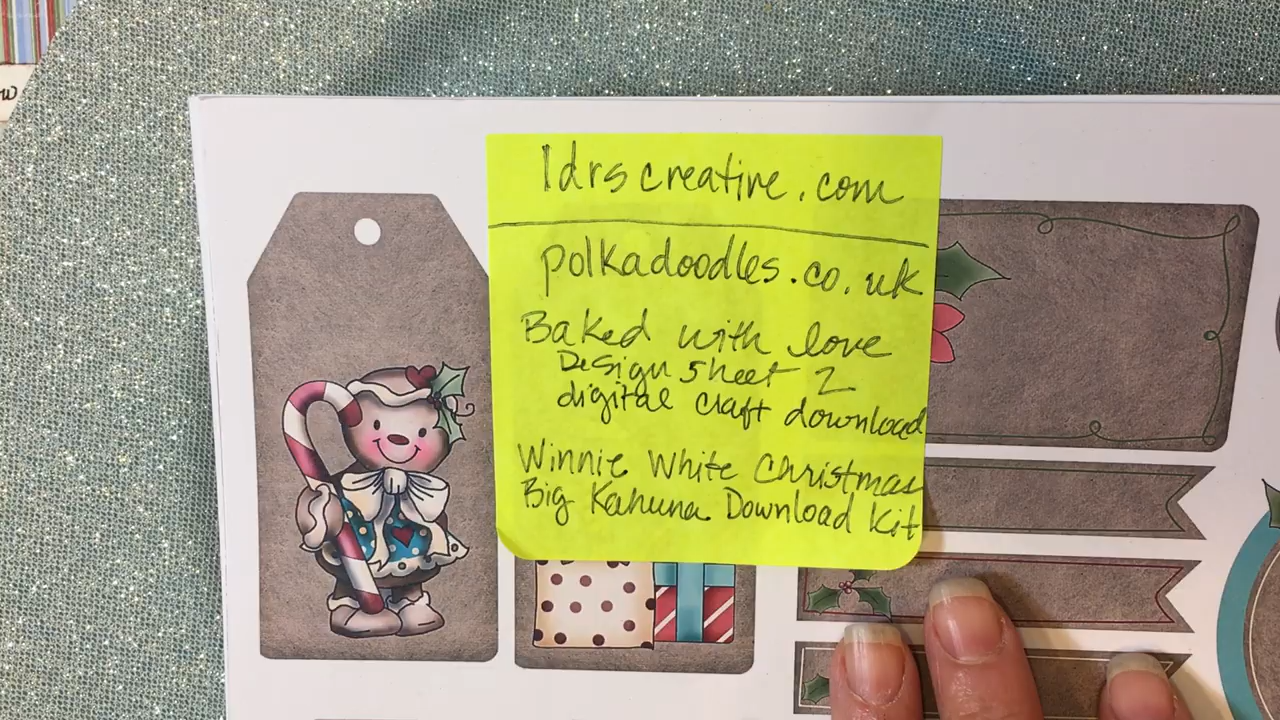 w
ldrscreative.com
polkadoodles.co.uk
Baked with love
Design sheet 2
digital craft download
Winnie White Christmas
Big Kahuna Download Kit